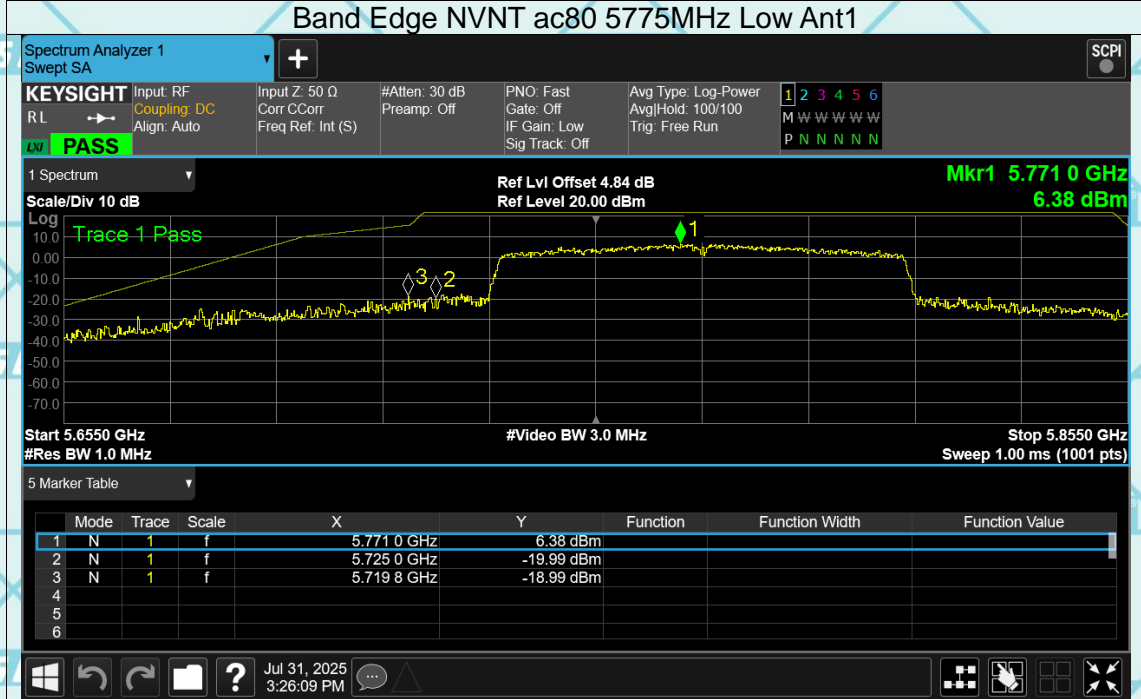 Band Edge NVNT ac80 5775MHz Low Ant1
Spectrum Analyzer 1
Swept SA
+
SCPI
KEYSIGHT
RL
LXI PASS
Input: RF
Coupling: DC
Align: Auto
Input Z: 50 Ω
Corr CCorr
Freq Ref: Int (S)
#Atten: 30 dB
Preamp: Off
PNO: Fast
Gate: Off
IF Gain: Low
Sig Track: Off
Avg Type: Log-Power
Avg|Hold: 100/100
Trig: Free Run
1 2 3 4 5 6
M W W W W W
P N N N N N
1 Spectrum
Scale/Div 10 dB
Ref Lvl Offset 4.84 dB
Ref Level 20.00 dBm
Mkr1 5.771 0 GHz
6.38 dBm
Log
Trace 1 Pass
10.0
0.00
-10.0
-20.0
-30.0
-40.0
-50.0
-60.0
-70.0
3
2
1
Start 5.6550 GHz
#Video BW 3.0 MHz
Stop 5.8550 GHz
#Res BW 1.0 MHz
Sweep 1.00 ms (1001 pts)
5 Marker Table
Mode Trace Scale X Y Function Function Width Function Value
1 N 1 f 5.771 0 GHz 6.38 dBm
2 N 1 f 5.725 0 GHz -19.99 dBm
3 N 1 f 5.719 8 GHz -18.99 dBm
4
5
6
?
Jul 31, 2025
3:26:09 PM